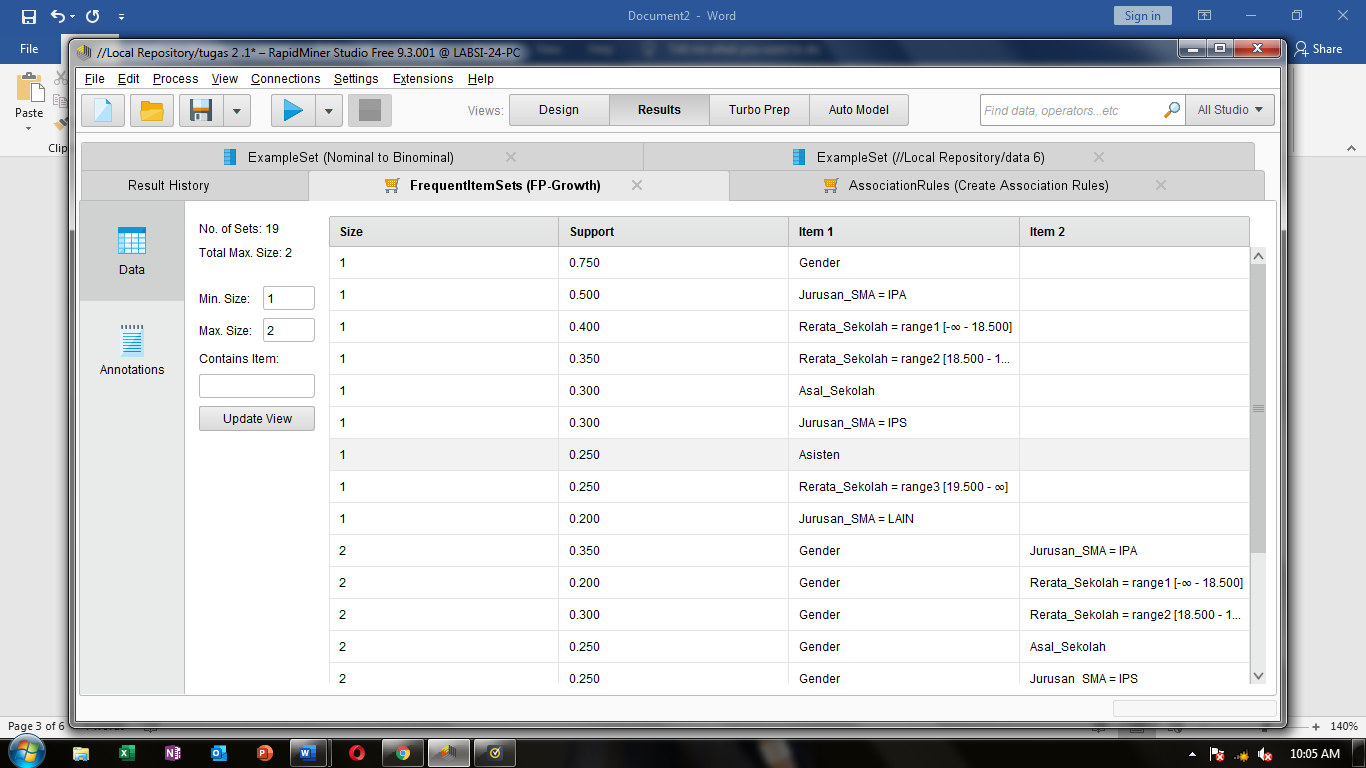 Document2 - Word
Sign in
File
Share
Paste
Clip
//Local Repository/tugas 2 .1* – RapidMiner Studio Free 9.3.001 @ LABSI-24-PC
File Edit Process View Connections Settings Extensions Help
Views: Design Results Turbo Prep Auto Model
Find data, operators...etc
All Studio
ExampleSet (Nominal to Binominal)
ExampleSet (//Local Repository/data 6)
Result History
FrequentItemSets (FP-Growth)
AssociationRules (Create Association Rules)
Data
Annotations
No. of Sets: 19
Total Max. Size: 2
Min. Size: 1
Max. Size: 2
Contains Item:
Update View
Size Support Item 1 Item 2
1 0.750 Gender
1 0.500 Jurusan_SMA = IPA
1 0.400 Rerata_Sekolah = range1 [-∞ - 18.500]
1 0.350 Rerata_Sekolah = range2 [18.500 - 1...
1 0.300 Asal_Sekolah
1 0.300 Jurusan_SMA = IPS
1 0.250 Asisten
1 0.250 Rerata_Sekolah = range3 [19.500 - ∞]
1 0.200 Jurusan_SMA = LAIN
2 0.350 Gender Jurusan_SMA = IPA
2 0.200 Gender Rerata_Sekolah = range1 [-∞ - 18.500]
2 0.300 Gender Rerata_Sekolah = range2 [18.500 - 1...
2 0.250 Gender Asal_Sekolah
2 0.250 Gender Jurusan_SMA = IPS
Page 3 of 6
140%
10:05 AM